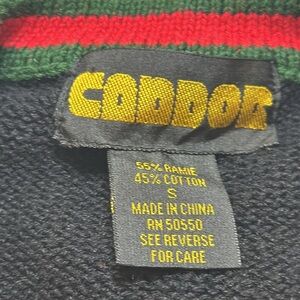 CONDOR
55% RAMIE
45% COTTON
S
MADE IN CHINA
RN 50550
SEE REVERSE
FOR CARE